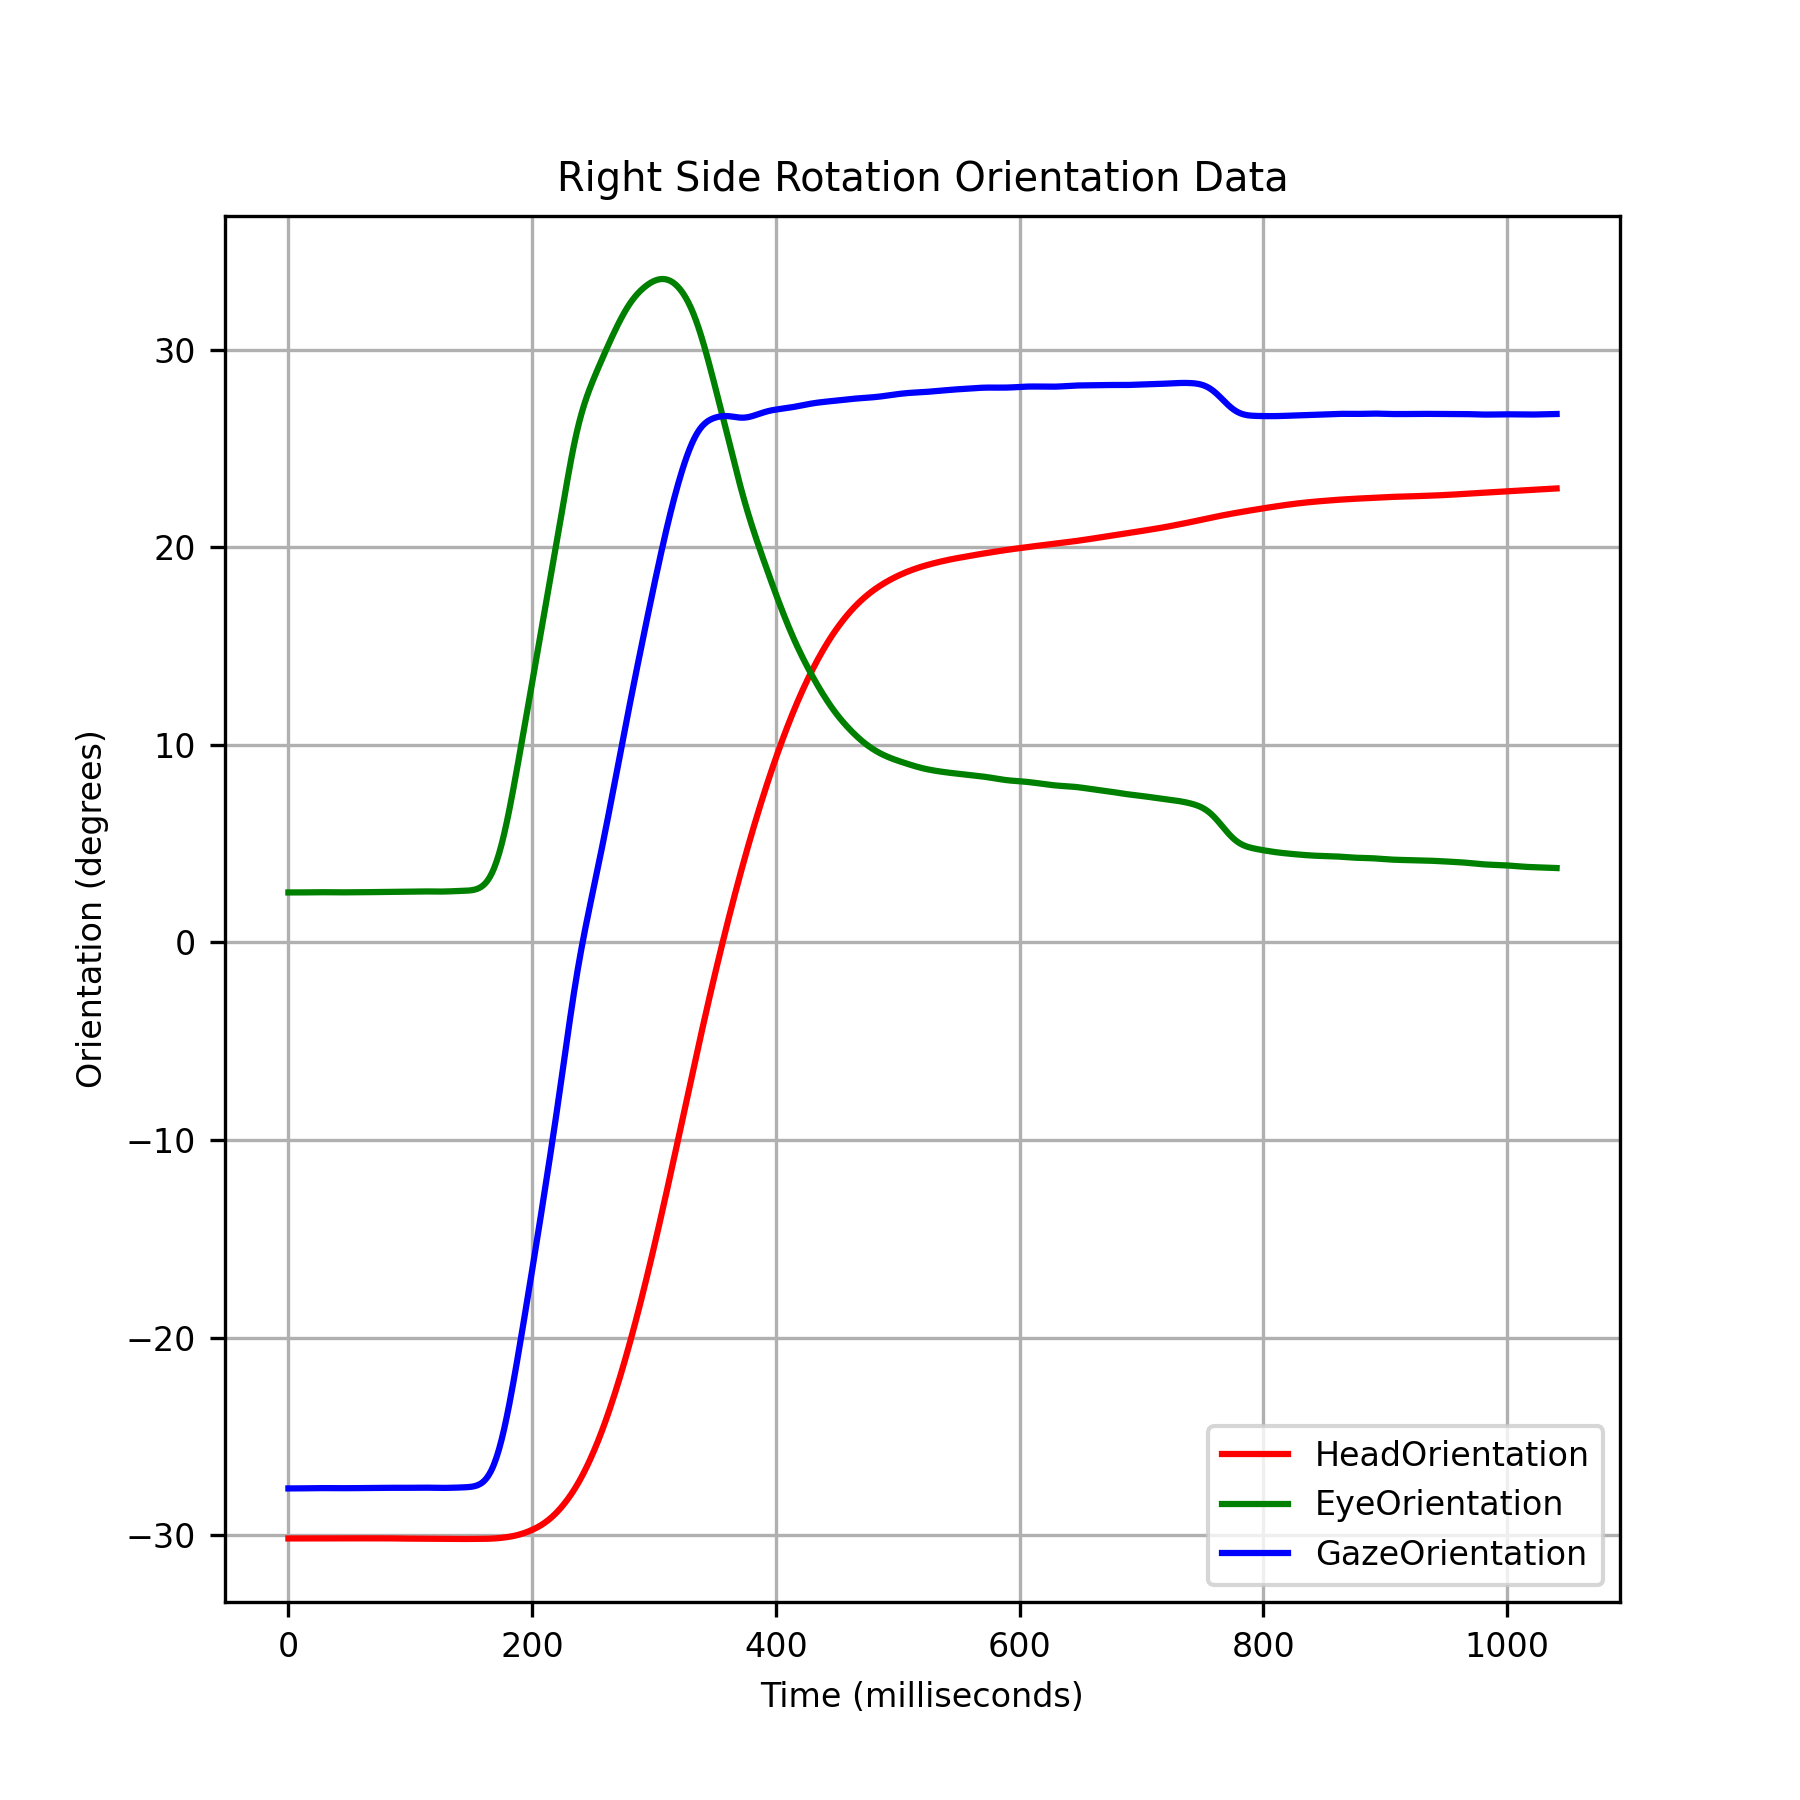 Right Side Rotation Orientation Data
Orientation (degrees)
30
20
10
0
−10
−20
−30
HeadOrientation
EyeOrientation
GazeOrientation
0 200 400 600 800 1000
Time (milliseconds)